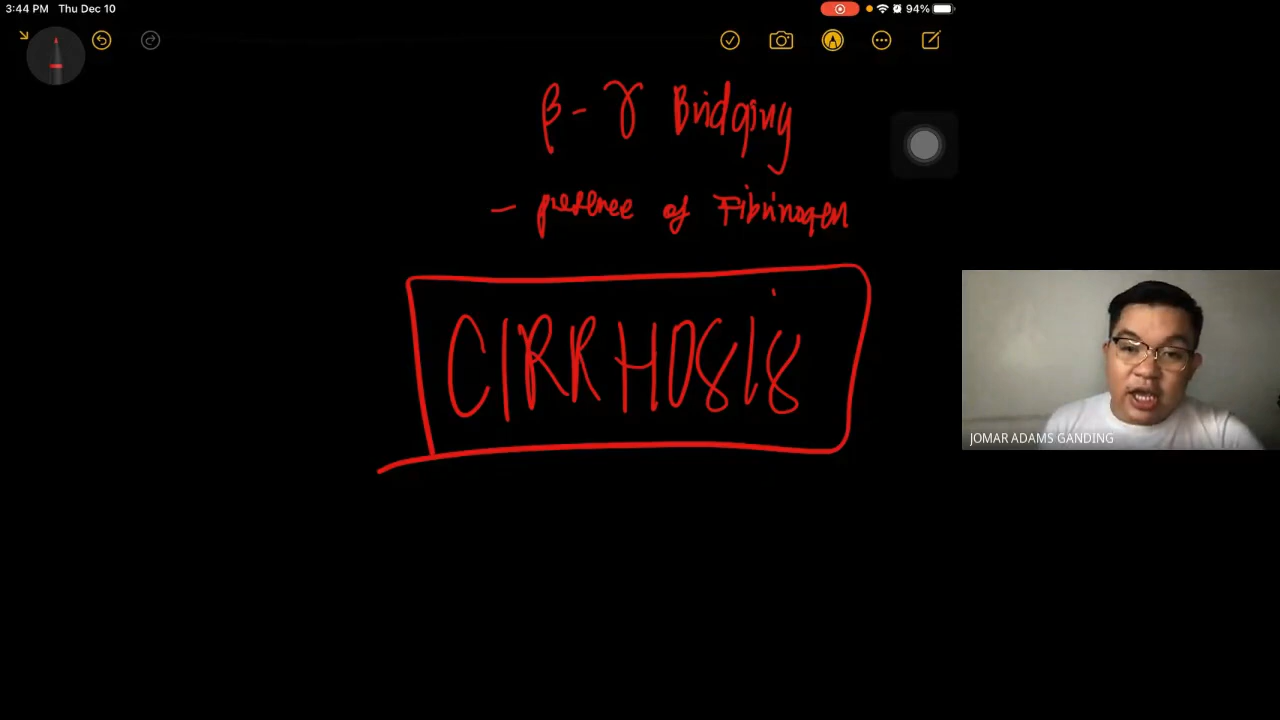 3:44 PM Thu Dec 10 94%
β - γ Bridging
- presence of Fibrinogen
CIRRHOSIS
JOMAR ADAMS GANDING